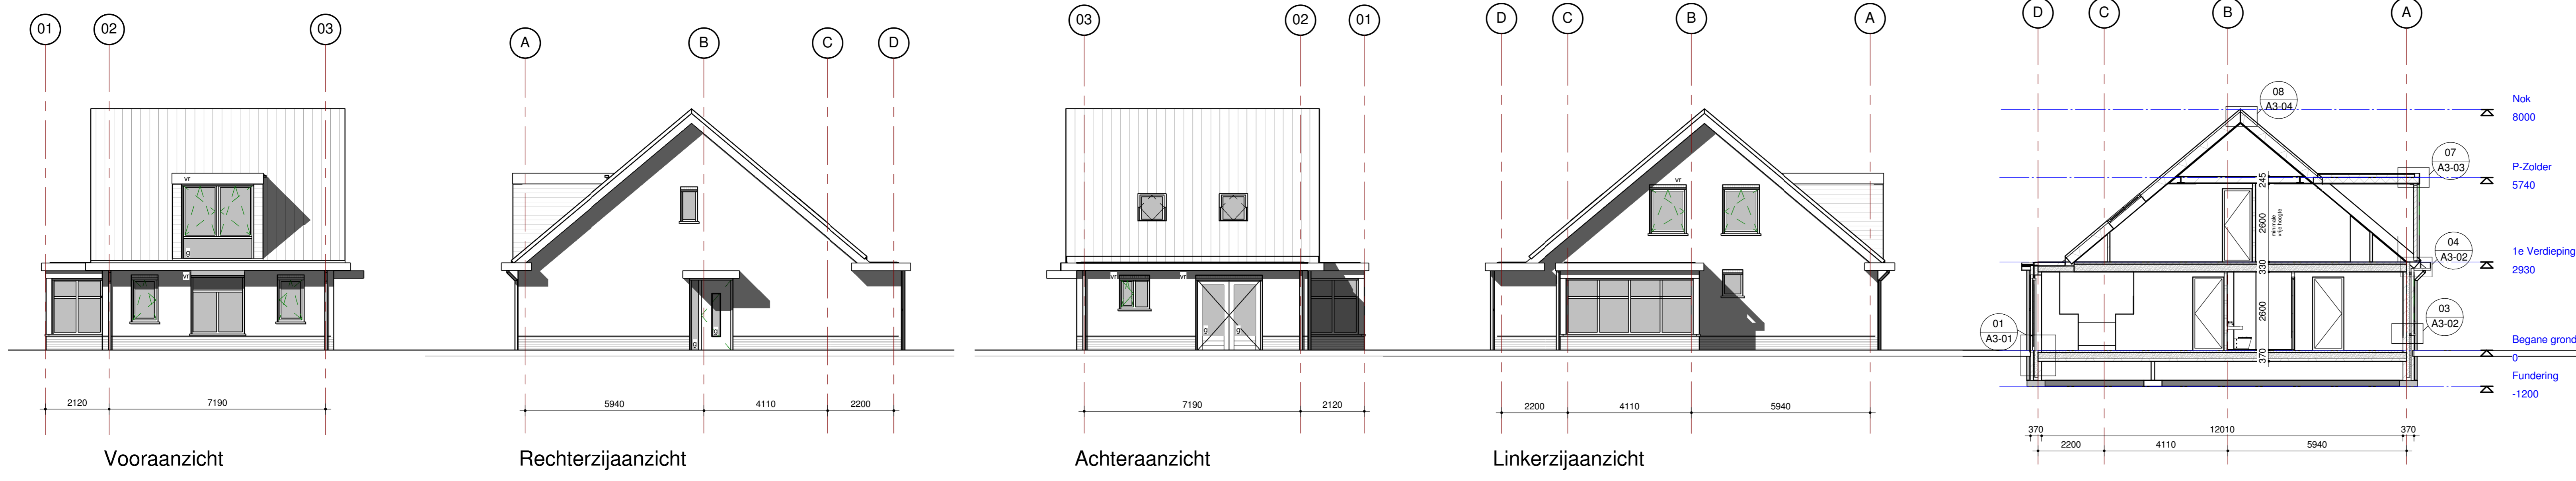 01
02
03
vr
g
vr
2120
7190
Vooraanzicht
A
B
C
D
g
g
5940
4110
2200
Rechterzijaanzicht
03
02
01
vr
vr
g
g
7190
2120
Achteraanzicht
D
C
B
A
vr
2200
4110
5940
Linkerzijaanzicht
D
C
B
A
08
A3-04
07
A3-03
04
A3-02
03
A3-02
01
A3-01
245
2600
minimale
vrije hoogte
330
2600
370
Nok
8000
P-Zolder
5740
1e Verdieping
2930
Begane grond
0
Fundering
-1200
370
12010
370
2200
4110
5940